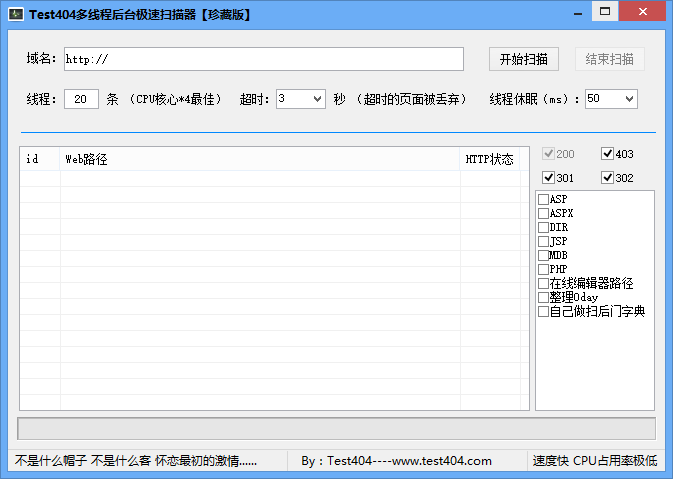 Test404多线程后台极速扫描器【珍藏版】
域名: http:// 开始扫描 结束扫描
线程: 20 条 (CPU核心*4最佳) 超时: 3 秒 (超时的页面被丢弃) 线程休眠(ms): 50
id Web路径 HTTP状态
200 403
301 302
ASP
ASPX
DIR
JSP
MDB
PHP
在线编辑器路径
整理0day
自己做扫后门字典
不是什么帽子 不是什么客 怀恋最初的激情...... By : Test404----www.test404.com 速度快 CPU占用率极低